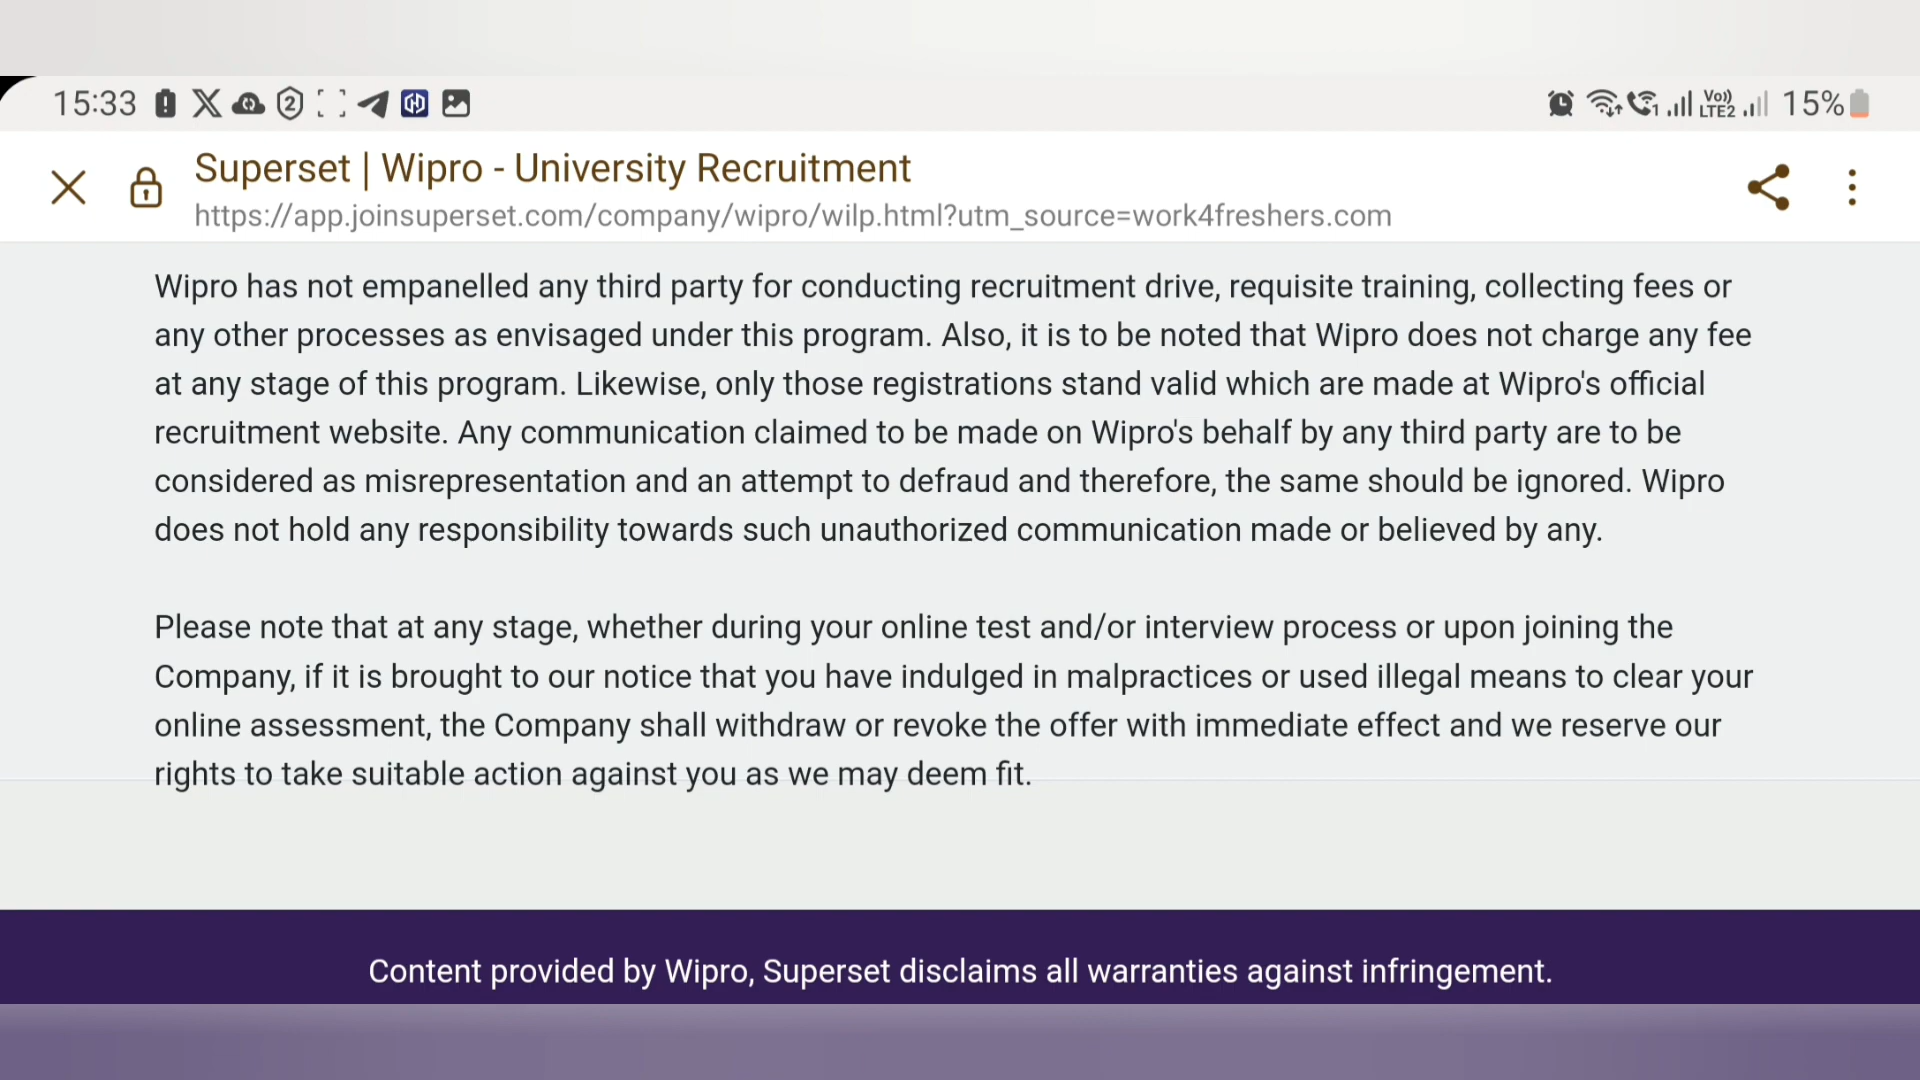 15:33
Vo))
LTE2
15%
Superset | Wipro - University Recruitment
https://app.joinsuperset.com/company/wipro/wilp.html?utm_source=work4freshers.com
Wipro has not empanelled any third party for conducting recruitment drive, requisite training, collecting fees or
any other processes as envisaged under this program. Also, it is to be noted that Wipro does not charge any fee
at any stage of this program. Likewise, only those registrations stand valid which are made at Wipro's official
recruitment website. Any communication claimed to be made on Wipro's behalf by any third party are to be
considered as misrepresentation and an attempt to defraud and therefore, the same should be ignored. Wipro
does not hold any responsibility towards such unauthorized communication made or believed by any.
Please note that at any stage, whether during your online test and/or interview process or upon joining the
Company, if it is brought to our notice that you have indulged in malpractices or used illegal means to clear your
online assessment, the Company shall withdraw or revoke the offer with immediate effect and we reserve our
rights to take suitable action against you as we may deem fit.
Content provided by Wipro, Superset disclaims all warranties against infringement.